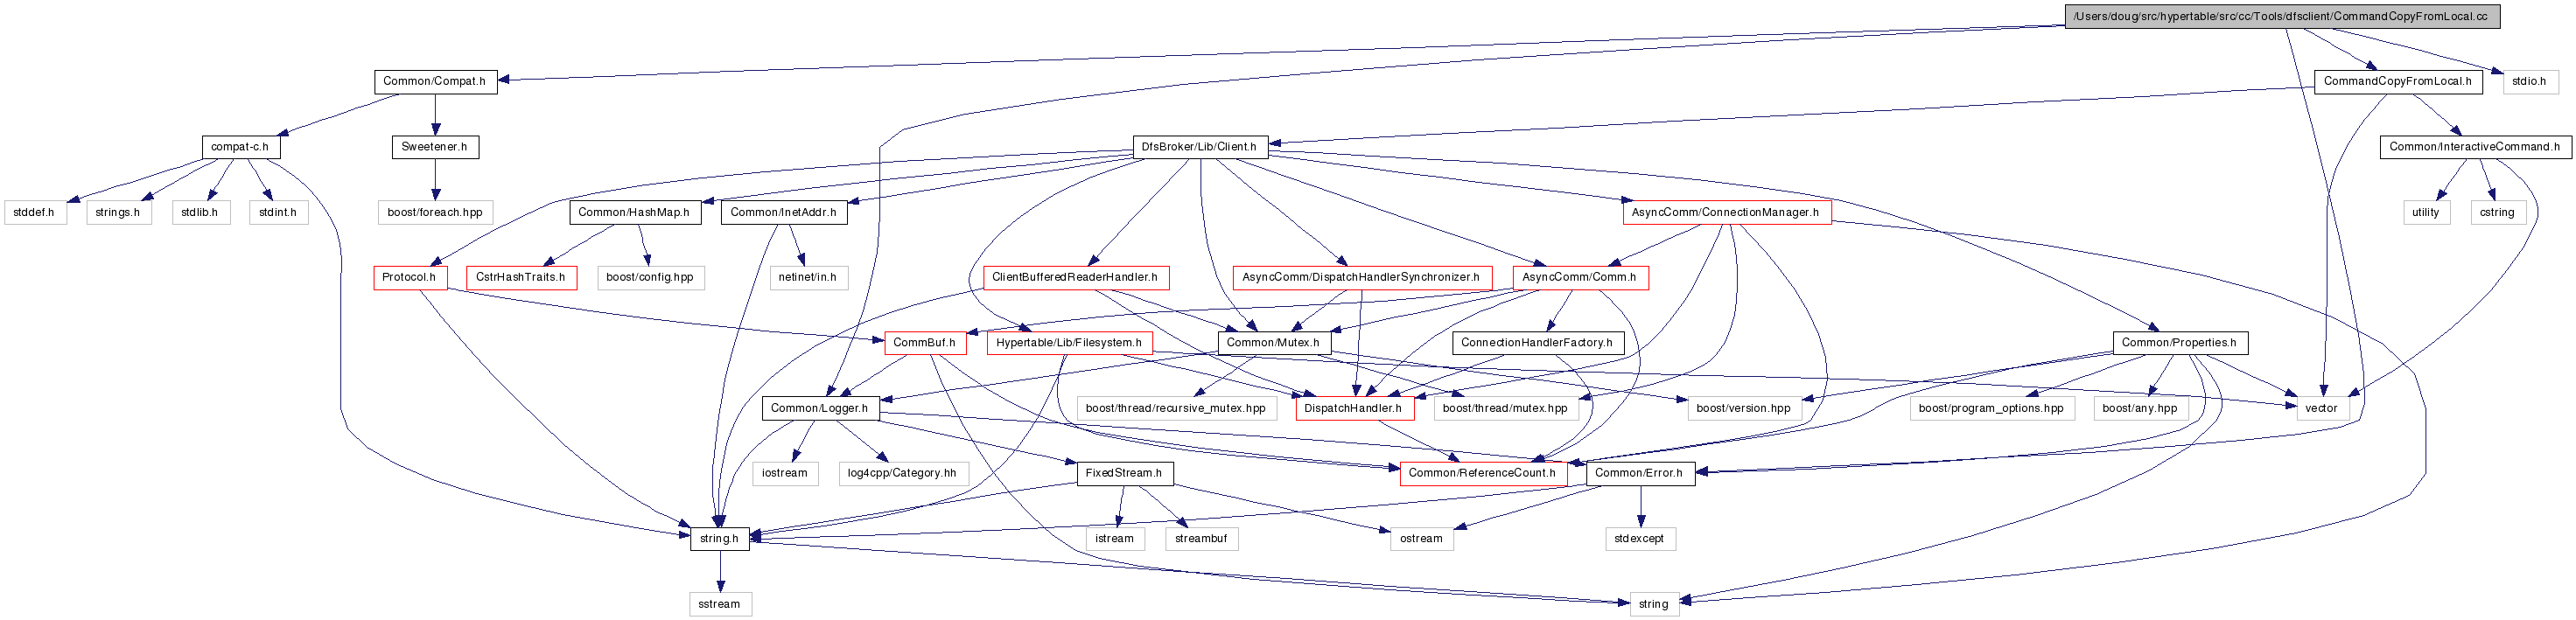 /Users/doug/src/hypertable/src/cc/Tools/dfsclient/CommandCopyFromLocal.cc
Common/Compat.h
CommandCopyFromLocal.h
stdio.h
compat-c.h
Sweetener.h
DfsBroker/Lib/Client.h
Common/InteractiveCommand.h
stddef.h
strings.h
stdlib.h
stdint.h
boost/foreach.hpp
Common/HashMap.h
Common/InetAddr.h
AsyncComm/ConnectionManager.h
utility
cstring
Protocol.h
CstrHashTraits.h
boost/config.hpp
netinet/in.h
ClientBufferedReaderHandler.h
AsyncComm/DispatchHandlerSynchronizer.h
AsyncComm/Comm.h
CommBuf.h
Hypertable/Lib/Filesystem.h
Common/Mutex.h
ConnectionHandlerFactory.h
Common/Properties.h
Common/Logger.h
boost/thread/recursive_mutex.hpp
DispatchHandler.h
boost/thread/mutex.hpp
boost/version.hpp
boost/program_options.hpp
boost/any.hpp
vector
iostream
log4cpp/Category.hh
FixedStream.h
Common/ReferenceCount.h
Common/Error.h
string.h
istream
streambuf
ostream
stdexcept
sstream
string